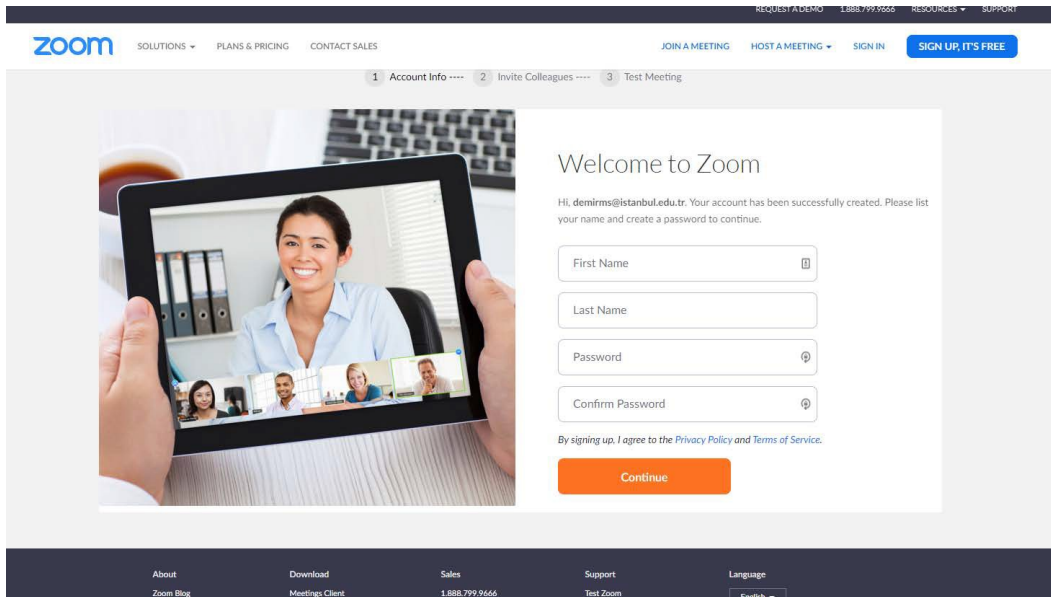 REQUEST A DEMO 1.888.799.9666 RESOURCES SUPPORT
zoom SOLUTIONS PLANS & PRICING CONTACT SALES JOIN A MEETING HOST A MEETING SIGN IN SIGN UP, IT'S FREE
1 Account Info ---- 2 Invite Colleagues ---- 3 Test Meeting
Welcome to Zoom
Hi, demirms@istanbul.edu.tr. Your account has been successfully created. Please list
your name and create a password to continue.
First Name
Last Name
Password
Confirm Password
By signing up, I agree to the Privacy Policy and Terms of Service.
Continue
About Download Sales Support Language
Zoom Blog Meetings Client 1.888.799.9666 Test Zoom English